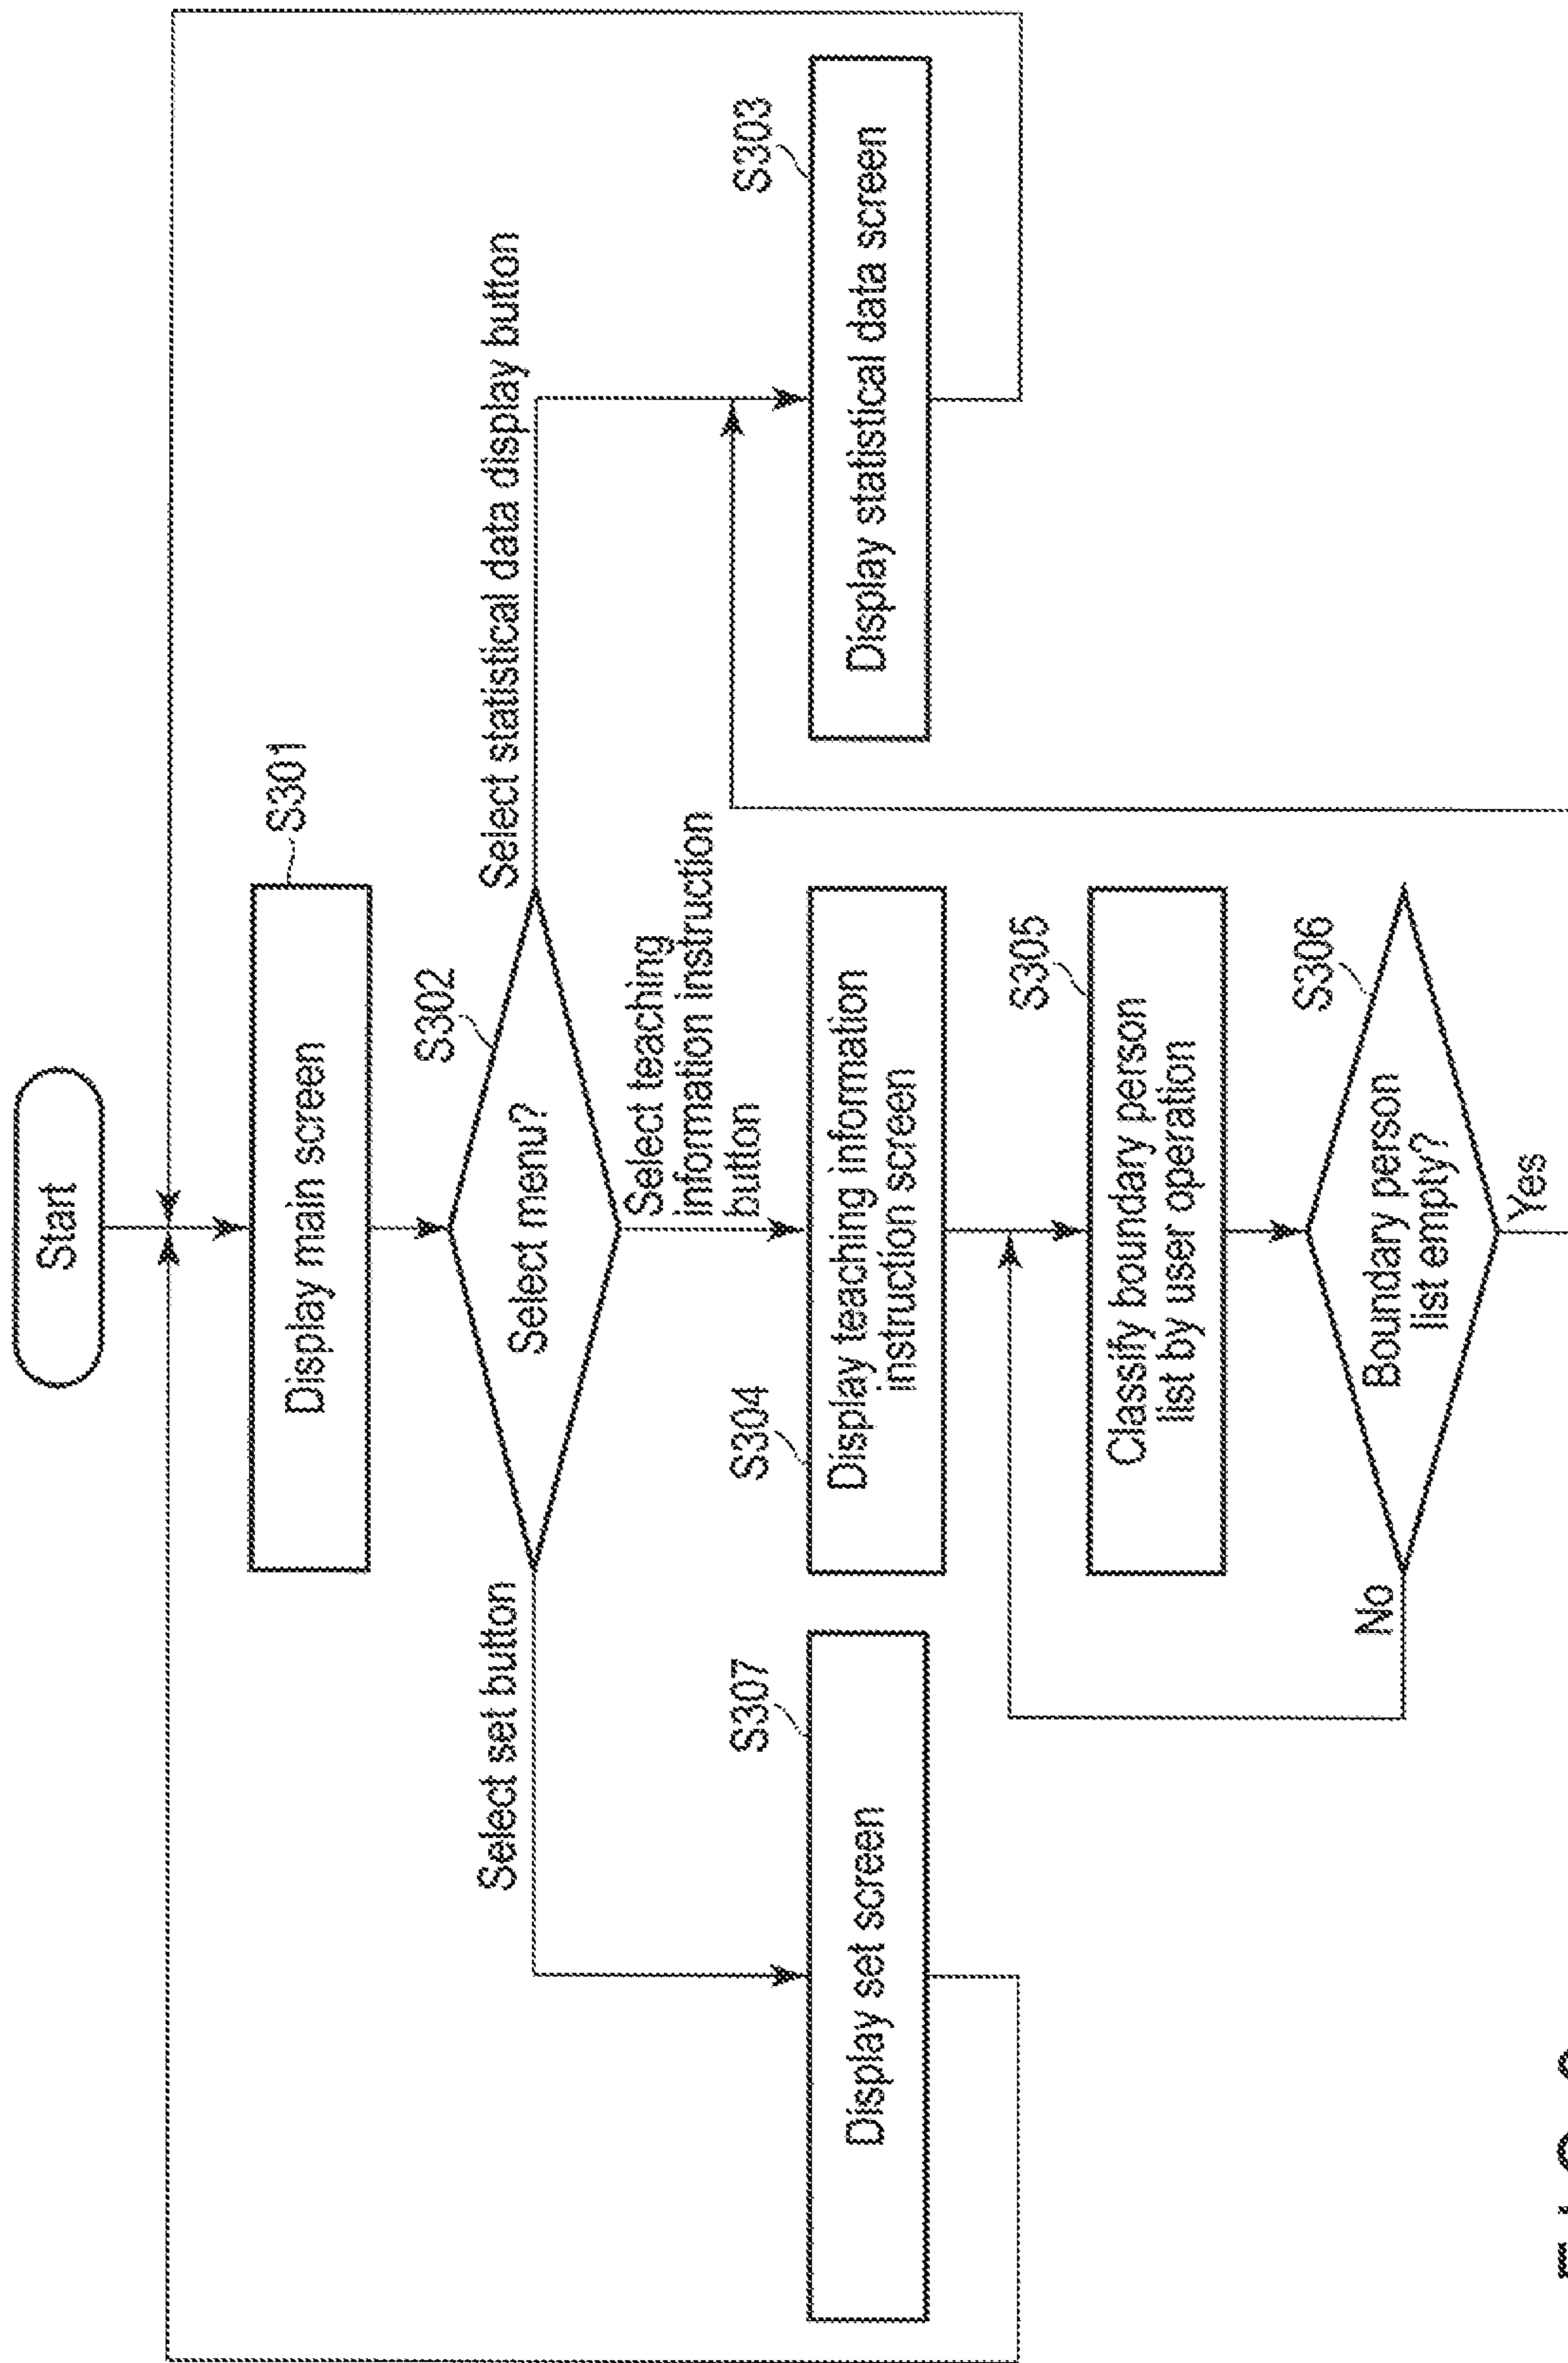 Start
Display main screen
S301
Select menu?
S302
Select set button
Select statistical data display button
Select teaching
information instruction
button
Display set screen
S307
Display teaching information
instruction screen
S304
Display statistical data screen
S303
Classify boundary person
list by user operation
S305
Boundary person
list empty?
S306
No
Yes